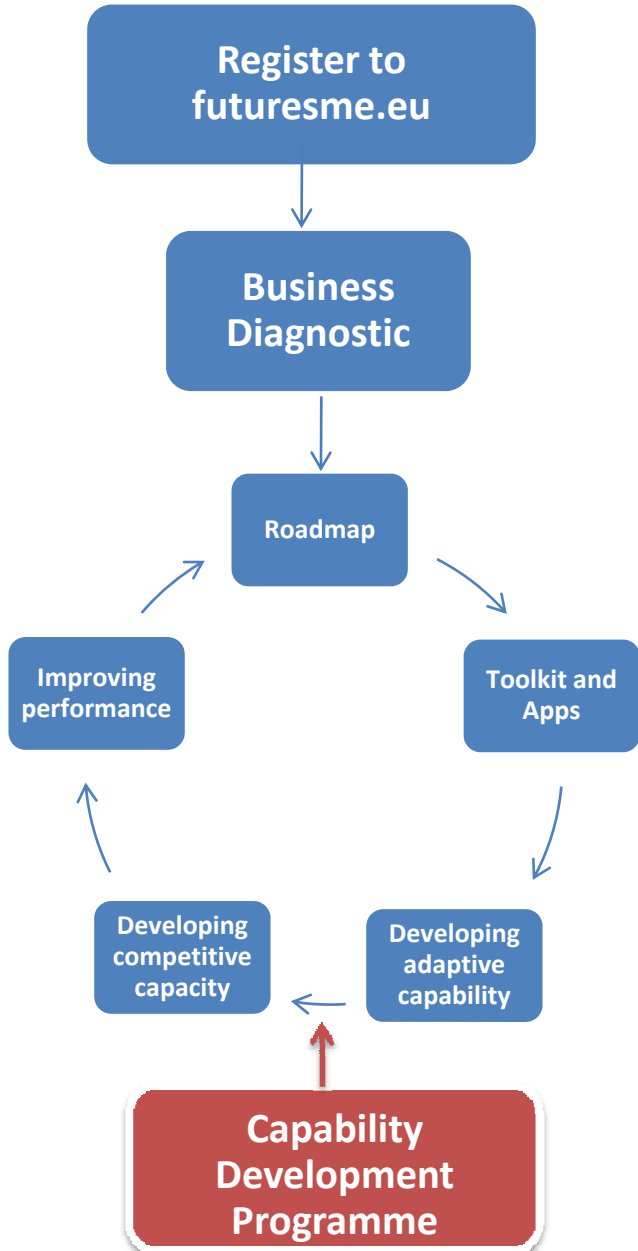 Register to
futuresme.eu
Business
Diagnostic
Roadmap
Improving
performance
Toolkit and
Apps
Developing
competitive
capacity
Developing
adaptive
capability
Capability
Development
Programme